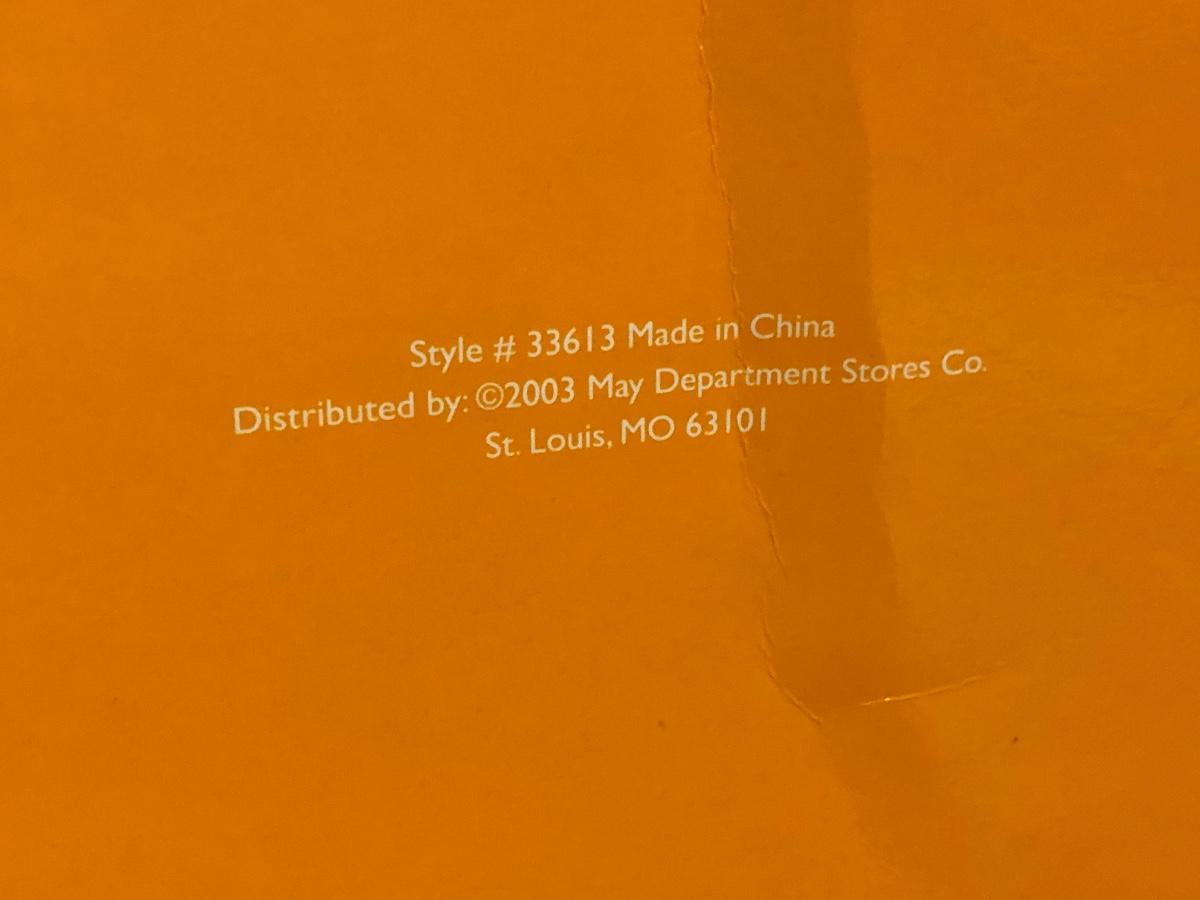 Style # 33613 Made in China
Distributed by: ©2003 May Department Stores Co.
St. Louis, MO 63101